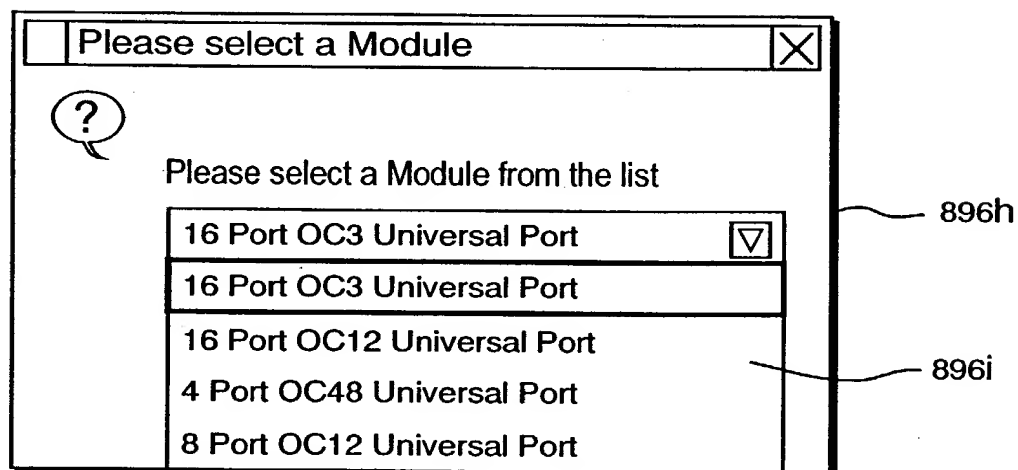 Please select a Module
?
Please select a Module from the list
896h
16 Port OC3 Universal Port
16 Port OC3 Universal Port
16 Port OC12 Universal Port
896i
4 Port OC48 Universal Port
8 Port OC12 Universal Port